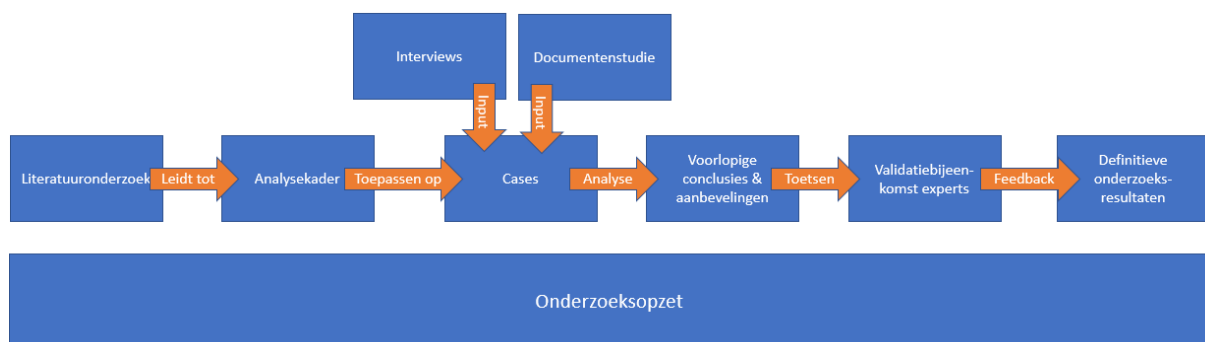 Interviews
Documentenstudie
Input
Input
Literatuuronderzoek
Leidt tot
Analysekader
Toepassen op
Cases
Analyse
Voorlopige
conclusies &
aanbevelingen
Toetsen
Validatiebijeen-
komst experts
Feedback
Definitieve
onderzoeks-
resultaten
Onderzoeksopzet